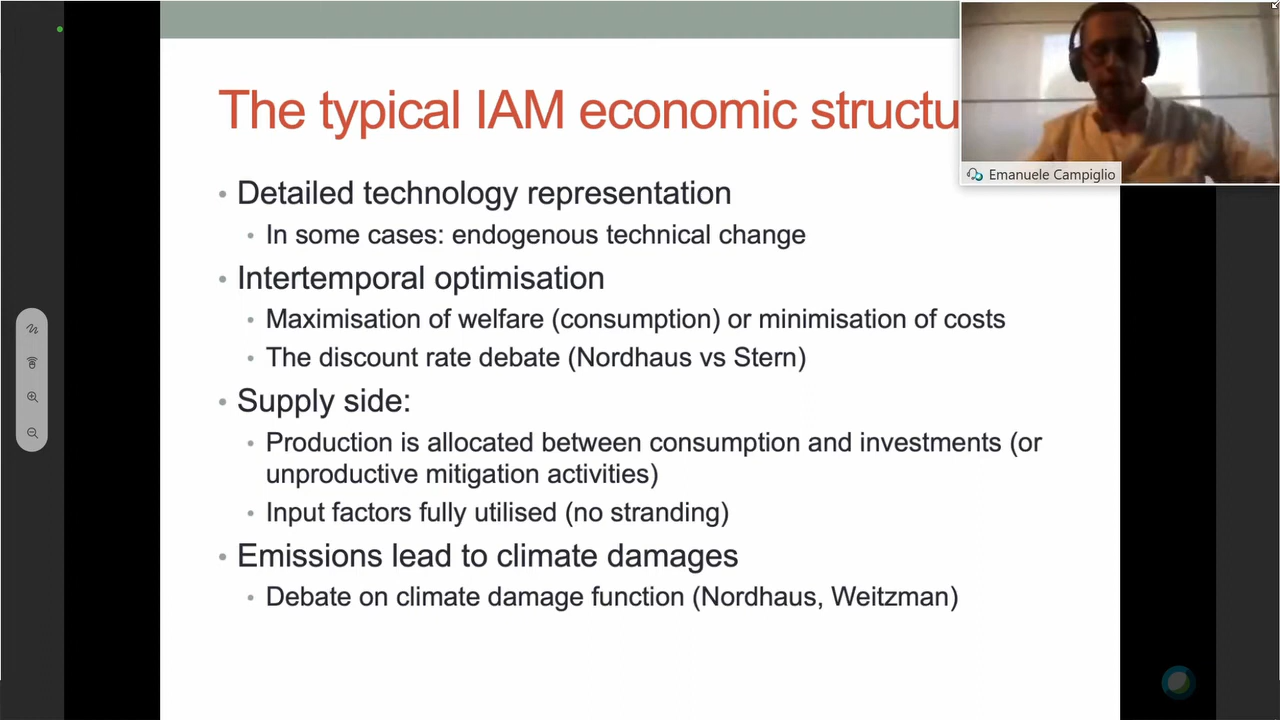 The typical IAM economic structu
Emanuele Campiglio
• Detailed technology representation
• In some cases: endogenous technical change
• Intertemporal optimisation
• Maximisation of welfare (consumption) or minimisation of costs
• The discount rate debate (Nordhaus vs Stern)
• Supply side:
• Production is allocated between consumption and investments (or
unproductive mitigation activities)
• Input factors fully utilised (no stranding)
• Emissions lead to climate damages
• Debate on climate damage function (Nordhaus, Weitzman)